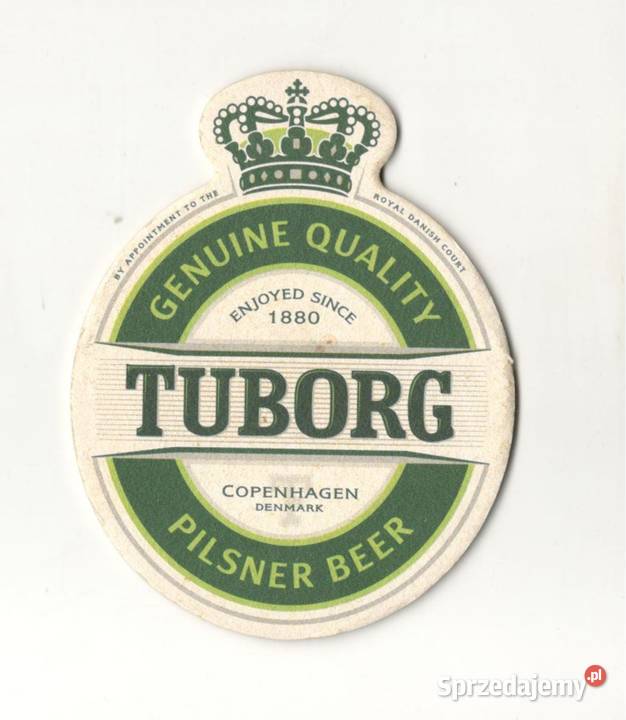 BY APPOINTMENT TO THE ROYAL DANISH COURT
GENUINE QUALITY
ENJOYED SINCE
1880
TUBORG
COPENHAGEN
DENMARK
PILSNER BEER
Sprzedajemy.pl